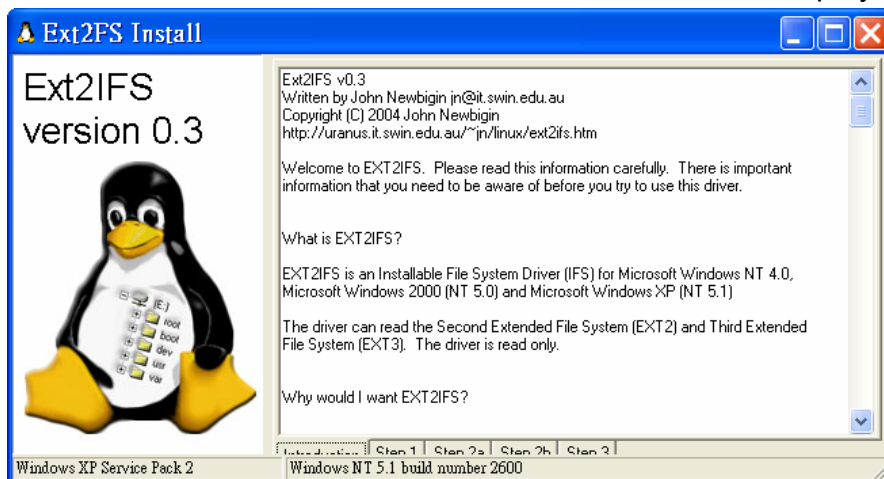 Ext2FS Install
Ext2IFS
version 0.3
(E:)
root
boot
dev
usr
var
Ext2IFS v0.3
Written by John Newbigin jn@it.swin.edu.au
Copyright (C) 2004 John Newbigin
http://uranus.it.swin.edu.au/~jn/linux/ext2ifs.htm
Welcome to EXT2IFS.  Please read this information carefully.  There is important
information that you need to be aware of before you try to use this driver.
What is EXT2IFS?
EXT2IFS is an Installable File System Driver (IFS) for Microsoft Windows NT 4.0,
Microsoft Windows 2000 (NT 5.0) and Microsoft Windows XP (NT 5.1)
The driver can read the Second Extended File System (EXT2) and Third Extended
File System (EXT3).  The driver is read only.
Why would I want EXT2IFS?
Introduction Step 1 Step 2a Step 2b Step 3
Windows XP Service Pack 2 Windows NT 5.1 build number 2600